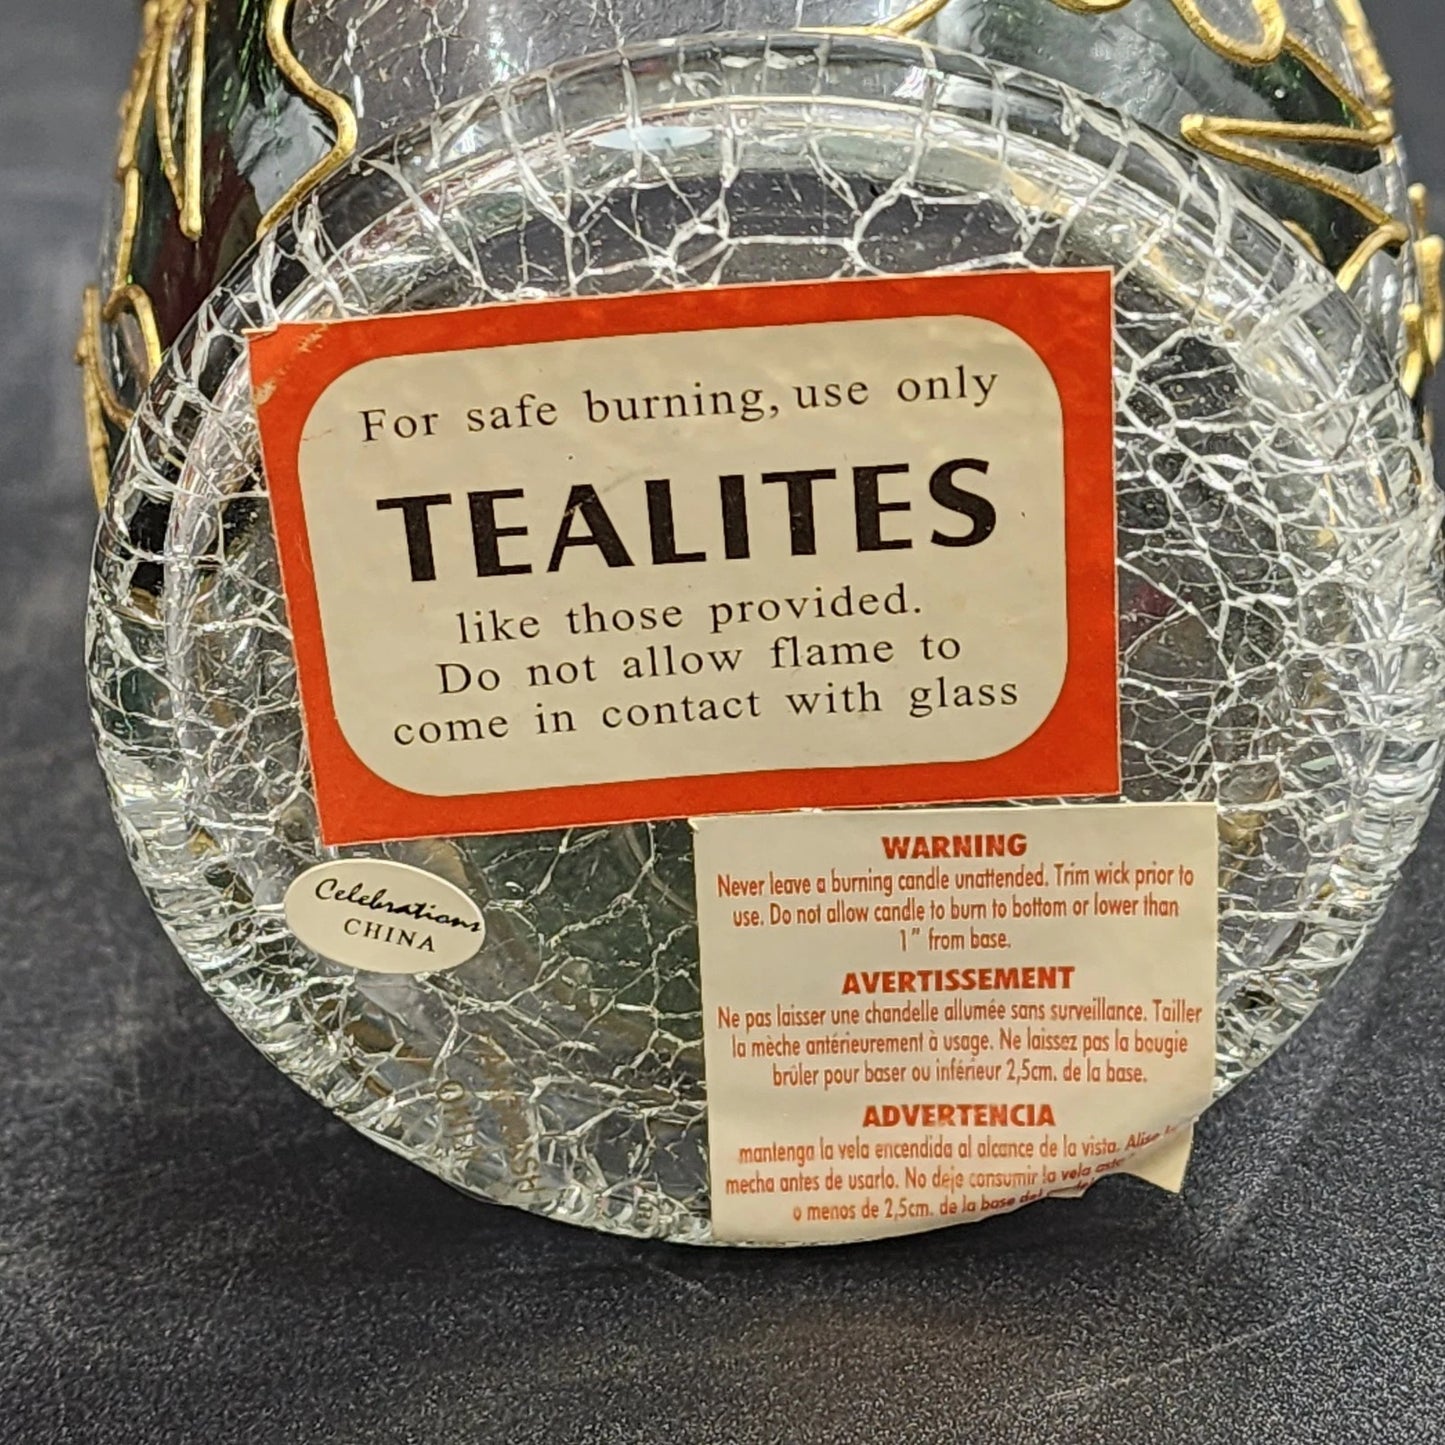 For safe burning, use only
TEALITES
like those provided.
Do not allow flame to
come in contact with glass
Celebrations
CHINA
WARNING
Never leave a burning candle unattended. Trim wick prior to
use. Do not allow candle to burn to bottom or lower than
1" from base.
AVERTISSEMENT
Ne pas laisser une chandelle allumée sans surveillance. Tailler
la mèche antérieurement à usage. Ne laissez pas la bougie
brûler pour baser ou inférieur 2,5cm. de la base.
ADVERTENCIA
mantenga la vela encendida al alcance de la vista. Alise
mecha antes de usarlo. No deje consumir la vela
o menos de 2,5cm. de la base del